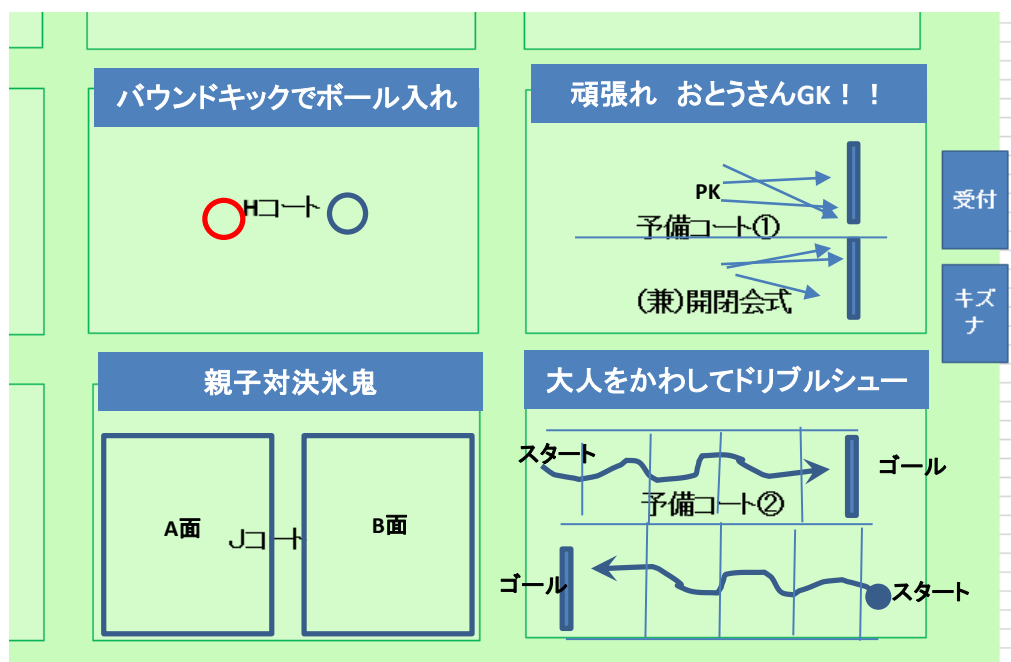 バウンドキックでボール入れ
Hコート
頑張れ　おとうさんGK！！
PK
予備コート①
(兼)開閉会式
受付
キズ
ナ
親子対決氷鬼
A面
Jコート
B面
大人をかわしてドリブルシュー
スタート
ゴール
予備コート②
ゴール
スタート